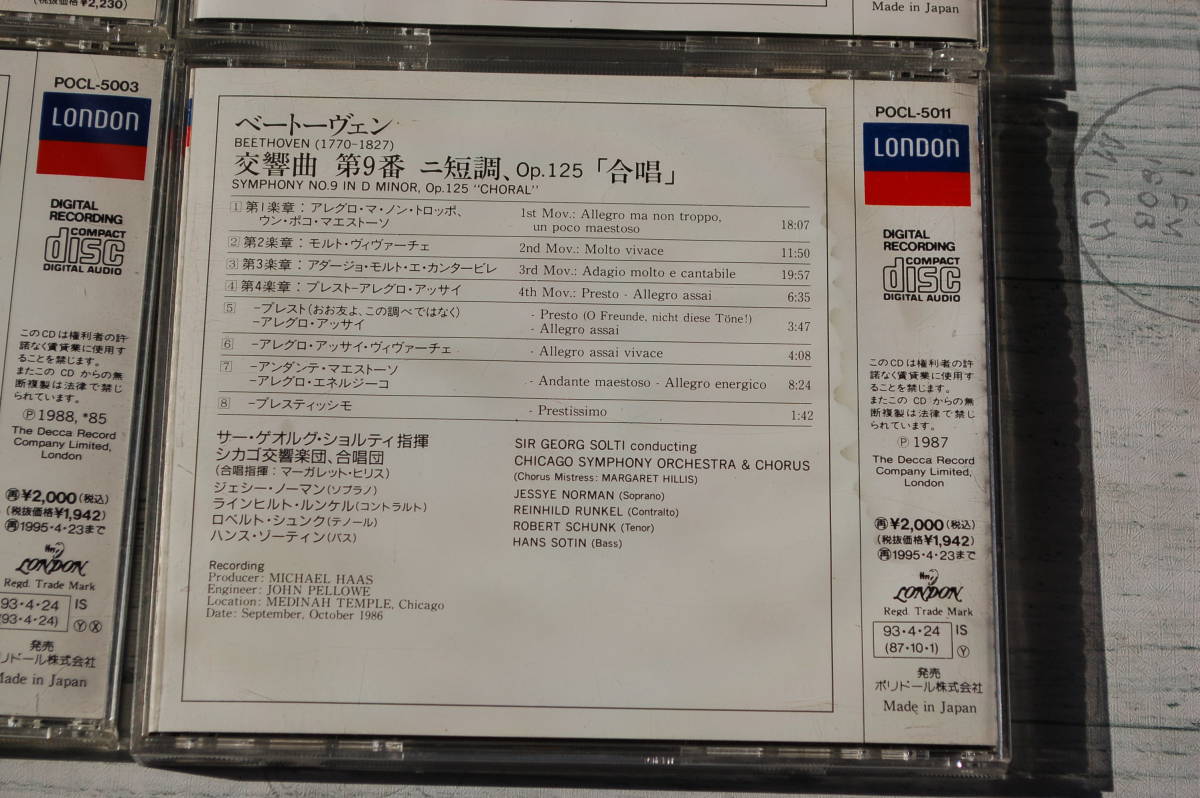 (税抜価格¥2,230)
Made in Japan
POCL-5003
LONDON
DIGITAL
RECORDING
COMPACT
disc
DIGITAL AUDIO
このCDは権利者の許
諾なく賃貸業に使用す
ることを禁じます。
またこの CD からの無
断複製は法律で禁じ
られています。
Ⓟ 1988, *85
The Decca Record
Company Limited,
London
再¥2,000(税込)
(税抜価格¥1,942)
再1995・4・23まで
LONDON
Regd. Trade Mark
93・4・24 IS
93・4・24) Ⓨ Ⓧ
発売
リドール株式会社
Made in Japan
ベートーヴェン
BEETHOVEN (1770-1827)
交響曲 第9番 ニ短調、Op.125「合唱」
SYMPHONY NO.9 IN D MINOR, Op.125 "CHORAL"
1 第1楽章：アレグロ・マ・ノン・トロッポ、 1st Mov.: Allegro ma non troppo,
ウン・ポコ・マエストーソ un poco maestoso 18:07
2 第2楽章：モルト・ヴィヴァーチェ 2nd Mov.: Molto vivace 11:50
3 第3楽章：アダージョ・モルト・エ・カンタービレ 3rd Mov.: Adagio molto e cantabile 19:57
4 第4楽章：プレスト−アレグロ・アッサイ 4th Mov.: Presto - Allegro assai 6:35
5 −プレスト(おお友よ、この調べではなく) - Presto (O Freunde, nicht diese Töne!)
−アレグロ・アッサイ - Allegro assai 3:47
6 −アレグロ・アッサイ・ヴィヴァーチェ - Allegro assai vivace 4:08
7 −アンダンテ・マエストーソ
−アレグロ・エネルジーコ - Andante maestoso - Allegro energico 8:24
8 −プレスティッシモ - Prestissimo 1:42
サー・ゲオルグ・ショルティ指揮
シカゴ交響楽団、合唱団
(合唱指揮：マーガレット・ヒリス)
ジェシー・ノーマン(ソプラノ)
ラインヒルト・ルンケル(コントラルト)
ロベルト・シュンク(テノール)
ハンス・ゾーティン(バス)
SIR GEORG SOLTI conducting
CHICAGO SYMPHONY ORCHESTRA & CHORUS
(Chorus Mistress: MARGARET HILLIS)
JESSYE NORMAN (Soprano)
REINHILD RUNKEL (Contralto)
ROBERT SCHUNK (Tenor)
HANS SOTIN (Bass)
Recording
Producer: MICHAEL HAAS
Engineer: JOHN PELLOWE
Location: MEDINAH TEMPLE, Chicago
Date: September, October 1986
POCL-5011
LONDON
DIGITAL
RECORDING
COMPACT
disc
DIGITAL AUDIO
このCDは権利者の許
諾なく賃貸業に使用す
ることを禁じます。
またこの CD からの無
断複製は法律で禁じ
られています。
Ⓟ 1987
The Decca Record
Company Limited,
London
再¥2,000(税込)
(税抜価格¥1,942)
再1995・4・23まで
LONDON
Regd. Trade Mark
93・4・24 IS
(87・10・1) Ⓨ
発売
ポリドール株式会社
Made in Japan
MICH